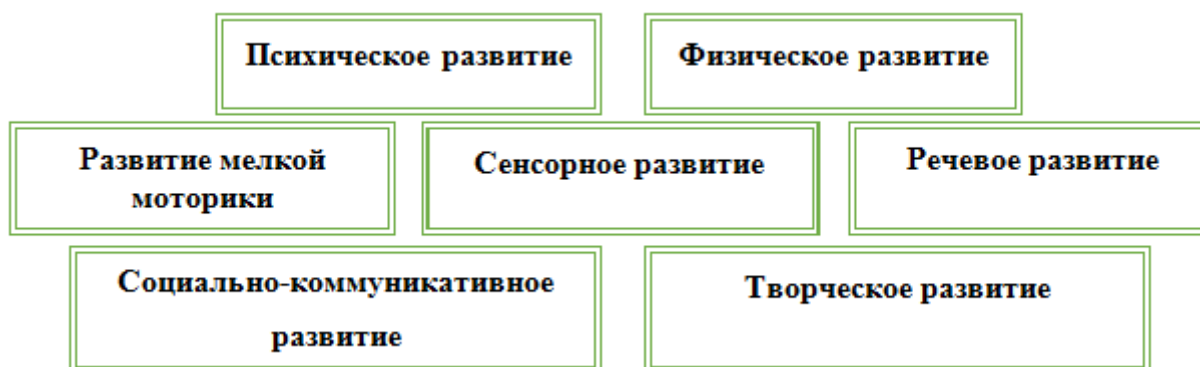 Психическое развитие
Физическое развитие
Развитие мелкой
моторики
Сенсорное развитие
Речевое развитие
Социально-коммуникативное
развитие
Творческое развитие